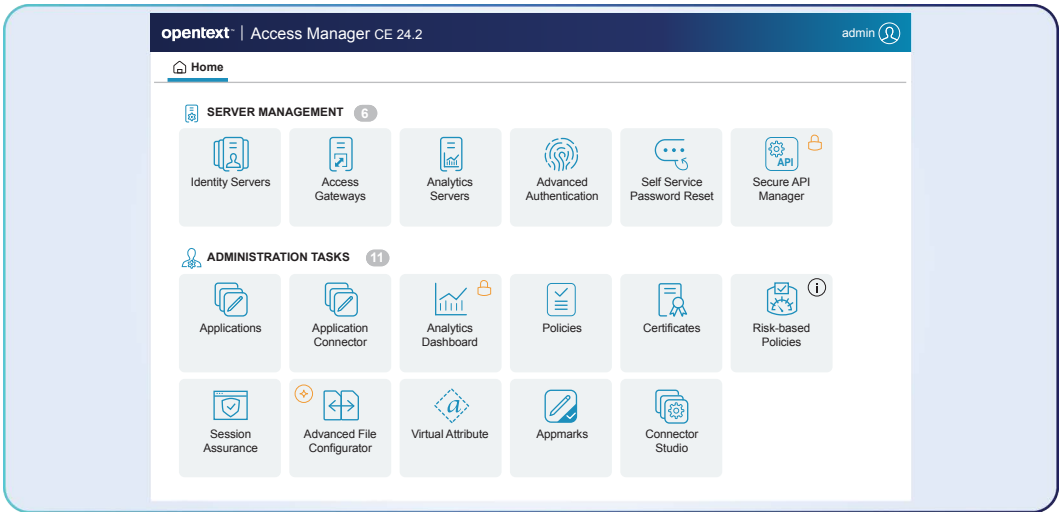 opentext™ | Access Manager CE 24.2
admin
Home
SERVER MANAGEMENT 6
Identity Servers
Access
Gateways
Analytics
Servers
Advanced
Authentication
Self Service
Password Reset
API
Secure API
Manager
ADMINISTRATION TASKS 11
Applications
Application
Connector
Analytics
Dashboard
Policies
Certificates
i
Risk-based
Policies
Session
Assurance
Advanced File
Configurator
a
Virtual Attribute
Appmarks
Connector
Studio